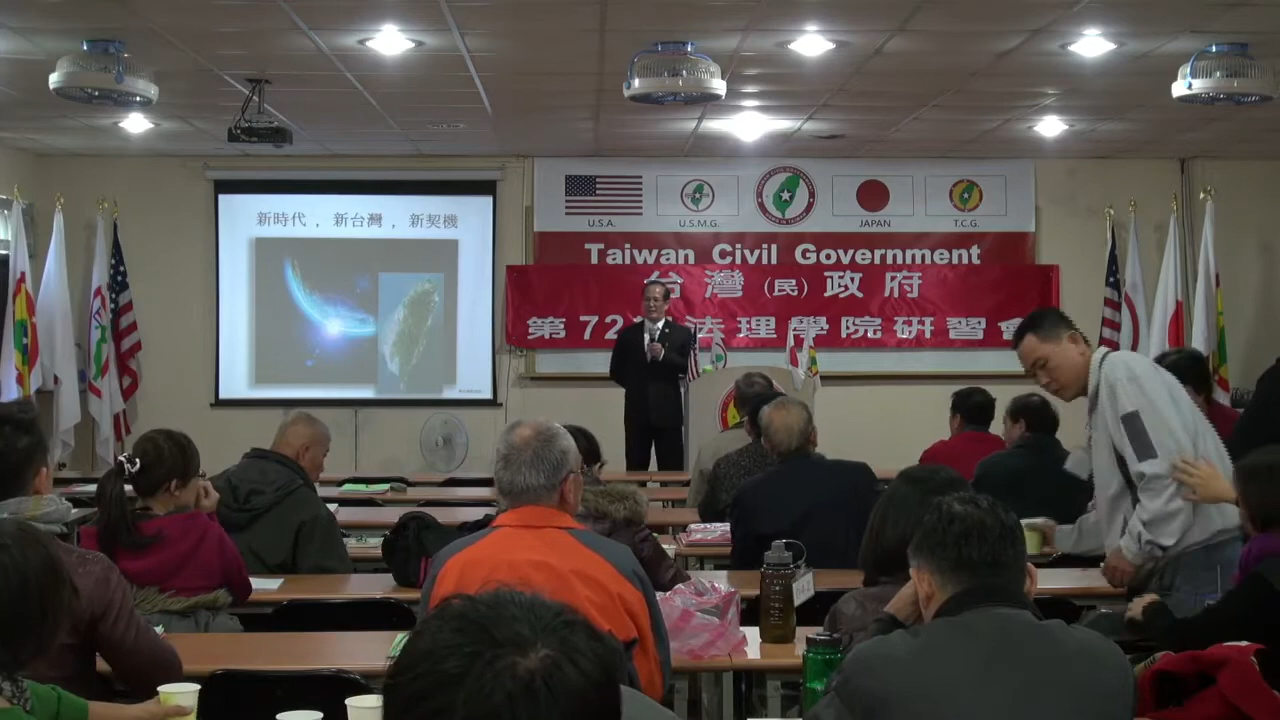 新時代，新台灣，新契機
U.S.A.
U.S.M.G.
JAPAN
T.C.G.
Taiwan Civil Government
台灣(民)政府
第72 法理學院研習會